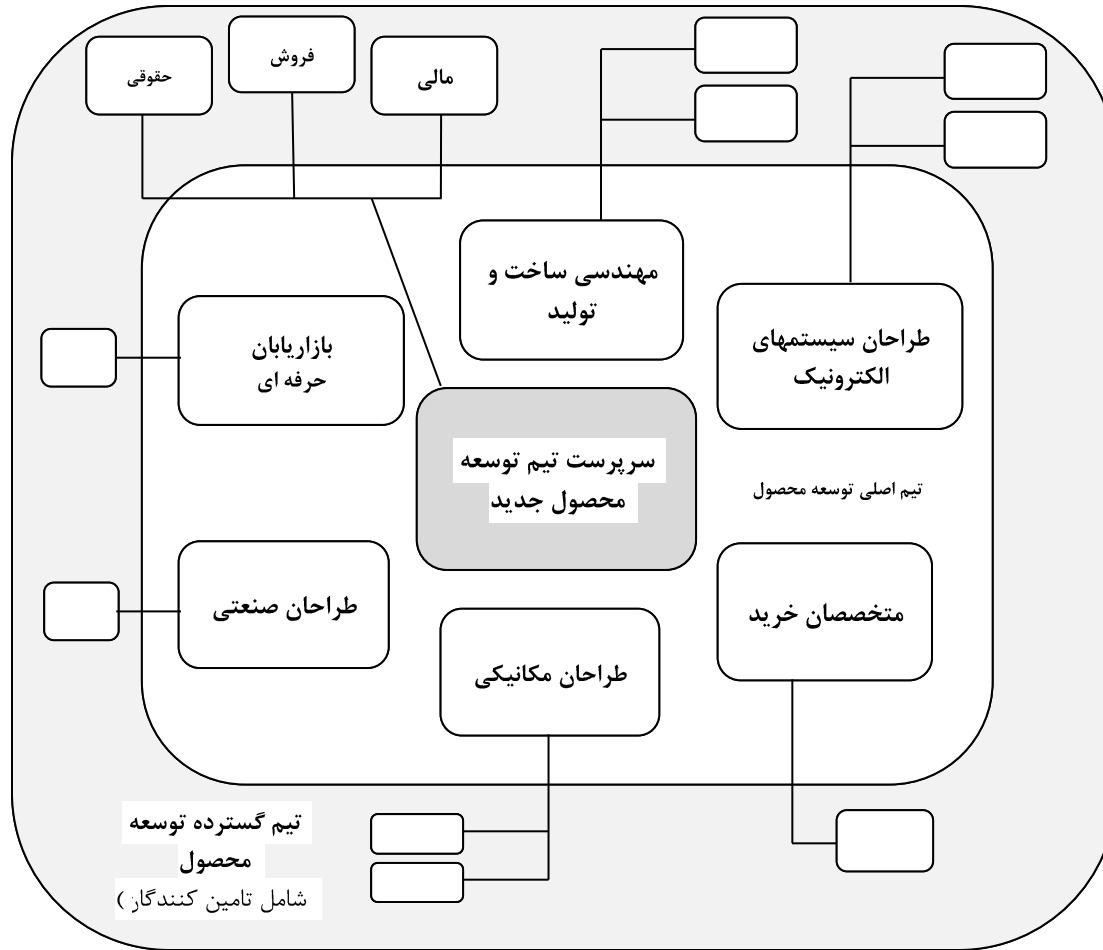 مالی
فروش
حقوقی
مهندسی ساخت و
تولید
طراحان سیستمهای
الکترونیک
بازاریابان
حرفه ای
سرپرست تیم توسعه
محصول جدید
تیم اصلی توسعه محصول
متخصصان خرید
طراحان صنعتی
طراحان مکانیکی
تیم گسترده توسعه
محصول
شامل تامین کنندگان)